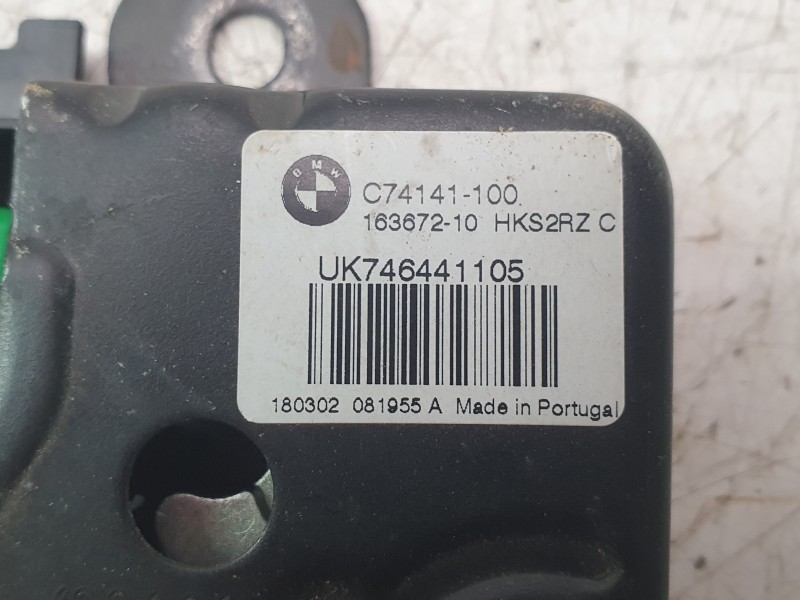 BMW
C74141-100
163672-10 HKS2RZ C
UK746441105
180302 081955 A Made in Portugal